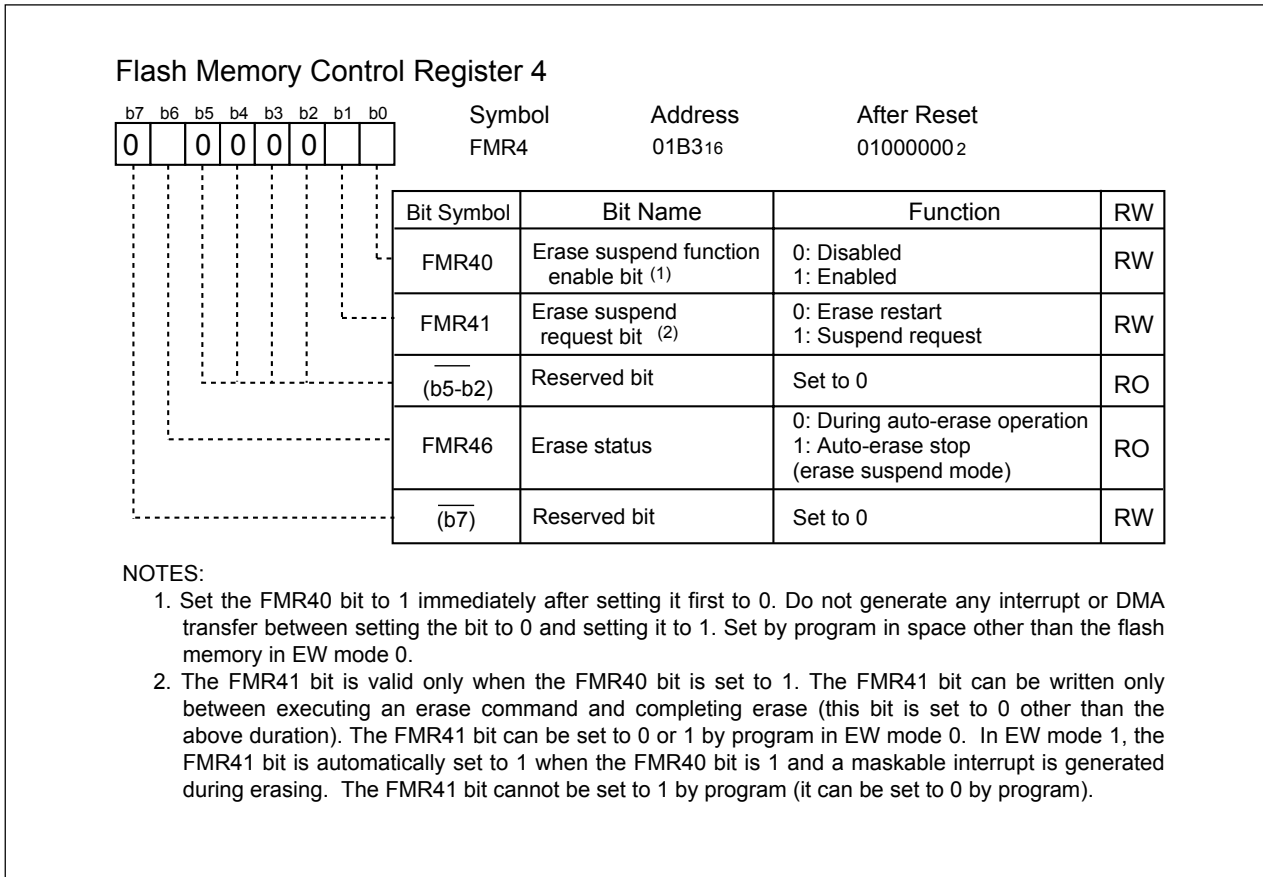 Flash Memory Control Register 4
b7 b6 b5 b4 b3 b2 b1 b0
Symbol Address After Reset
0 0 0 0 0
FMR4 01B316 010000002
Bit Symbol Bit Name Function RW
FMR40 Erase suspend function enable bit (1) 0: Disabled RW
1: Enabled
FMR41 Erase suspend request bit (2) 0: Erase restart RW
1: Suspend request
(b5-b2) Reserved bit Set to 0 RO
FMR46 Erase status 0: During auto-erase operation RO
1: Auto-erase stop
(erase suspend mode)
(b7) Reserved bit Set to 0 RW
NOTES:
1. Set the FMR40 bit to 1 immediately after setting it first to 0. Do not generate any interrupt or DMA
transfer between setting the bit to 0 and setting it to 1. Set by program in space other than the flash
memory in EW mode 0.
2. The FMR41 bit is valid only when the FMR40 bit is set to 1. The FMR41 bit can be written only
between executing an erase command and completing erase (this bit is set to 0 other than the
above duration). The FMR41 bit can be set to 0 or 1 by program in EW mode 0. In EW mode 1, the
FMR41 bit is automatically set to 1 when the FMR40 bit is 1 and a maskable interrupt is generated
during erasing. The FMR41 bit cannot be set to 1 by program (it can be set to 0 by program).